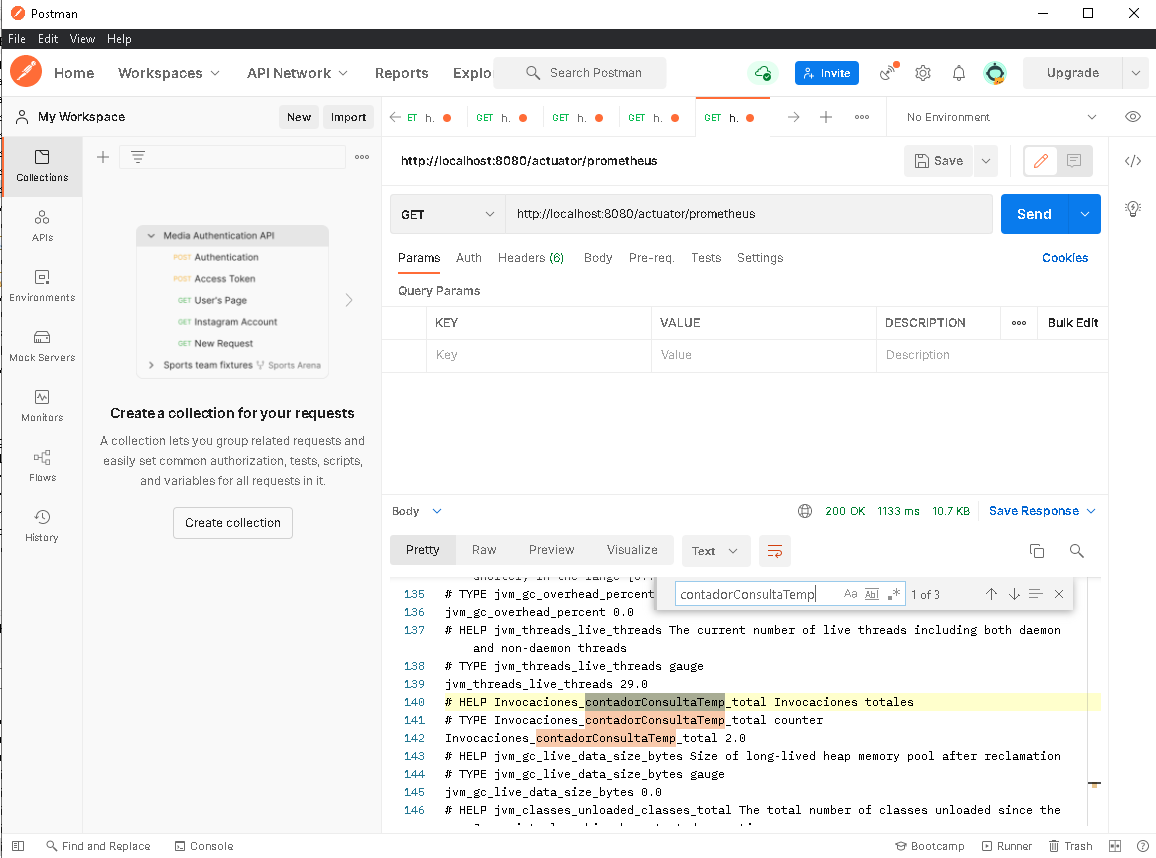 Postman
File Edit View Help
Home Workspaces API Network Reports Explo Search Postman Invite Upgrade
My Workspace New Import
ET h. GET h. GET h. GET h. GET h. No Environment
Collections
APIs
Environments
Mock Servers
Monitors
Flows
History
Media Authentication API
POST Authentication
POST Access Token
GET User's Page
GET Instagram Account
GET New Request
Sports team fixtures Sports Arena
Create a collection for your requests
A collection lets you group related requests and
easily set common authorization, tests, scripts,
and variables for all requests in it.
Create collection
http://localhost:8080/actuator/prometheus Save
GET http://localhost:8080/actuator/prometheus Send
Params Auth Headers (6) Body Pre-req. Tests Settings Cookies
Query Params
KEY VALUE DESCRIPTION Bulk Edit
Key Value Description
Body 200 OK 1133 ms 10.7 KB Save Response
Pretty Raw Preview Visualize Text
contadorConsultaTemp Aa Ab| .* 1 of 3
135 # TYPE jvm_gc_overhead_percent
136 jvm_gc_overhead_percent 0.0
137 # HELP jvm_threads_live_threads The current number of live threads including both daemon
and non-daemon threads
138 # TYPE jvm_threads_live_threads gauge
139 jvm_threads_live_threads 29.0
140 # HELP Invocaciones_contadorConsultaTemp_total Invocaciones totales
141 # TYPE Invocaciones_contadorConsultaTemp_total counter
142 Invocaciones_contadorConsultaTemp_total 2.0
143 # HELP jvm_gc_live_data_size_bytes Size of long-lived heap memory pool after reclamation
144 # TYPE jvm_gc_live_data_size_bytes gauge
145 jvm_gc_live_data_size_bytes 0.0
146 # HELP jvm_classes_unloaded_classes_total The total number of classes unloaded since the
Find and Replace Console Bootcamp Runner Trash